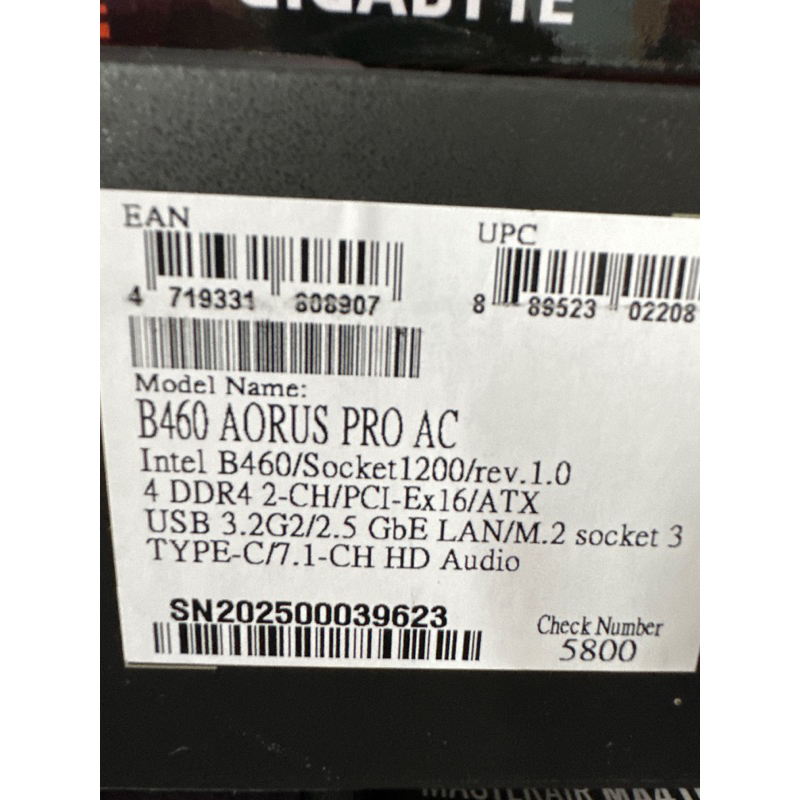 GIGABYTE
EAN
UPC
4 719331 808907
8 89523 02208
Model Name:
B460 AORUS PRO AC
Intel B460/Socket1200/rev.1.0
4 DDR4 2-CH/PCI-Ex16/ATX
USB 3.2G2/2.5 GbE LAN/M.2 socket 3
TYPE-C/7.1-CH HD Audio
SN202500039623
Check Number
5800
MASTERAIR